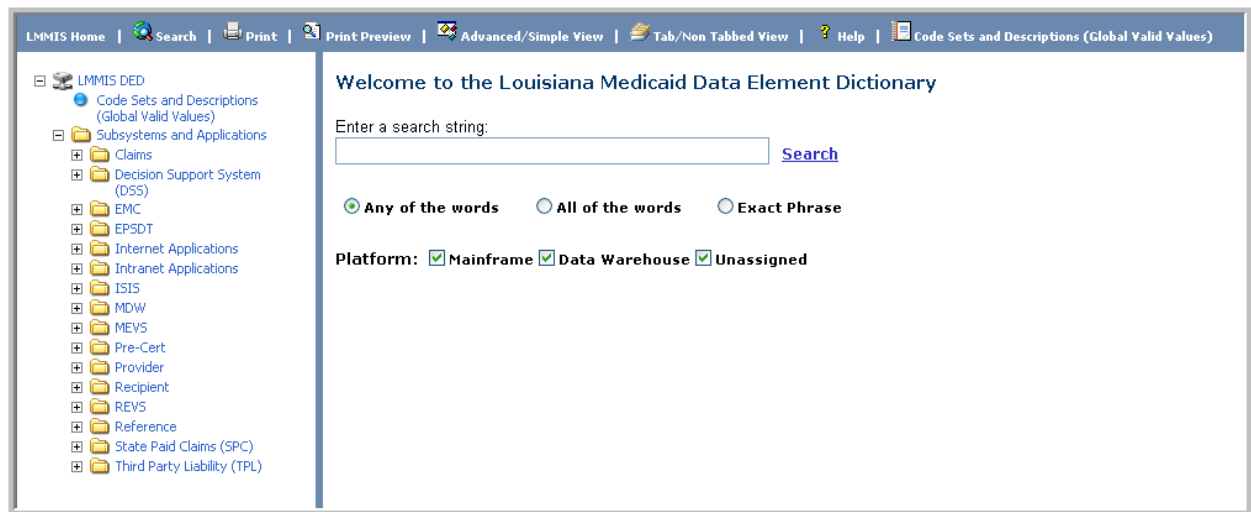 LMMIS Home | Search | Print | Print Preview | Advanced/Simple View | Tab/Non Tabbed View | Help | Code Sets and Descriptions (Global Valid Values)
LMMIS DED
Code Sets and Descriptions
(Global Valid Values)
Subsystems and Applications
Claims
Decision Support System
(DSS)
EMC
EPSDT
Internet Applications
Intranet Applications
ISIS
MDW
MEVS
Pre-Cert
Provider
Recipient
REVS
Reference
State Paid Claims (SPC)
Third Party Liability (TPL)
Welcome to the Louisiana Medicaid Data Element Dictionary
Enter a search string:
Search
Any of the words All of the words Exact Phrase
Platform: Mainframe Data Warehouse Unassigned